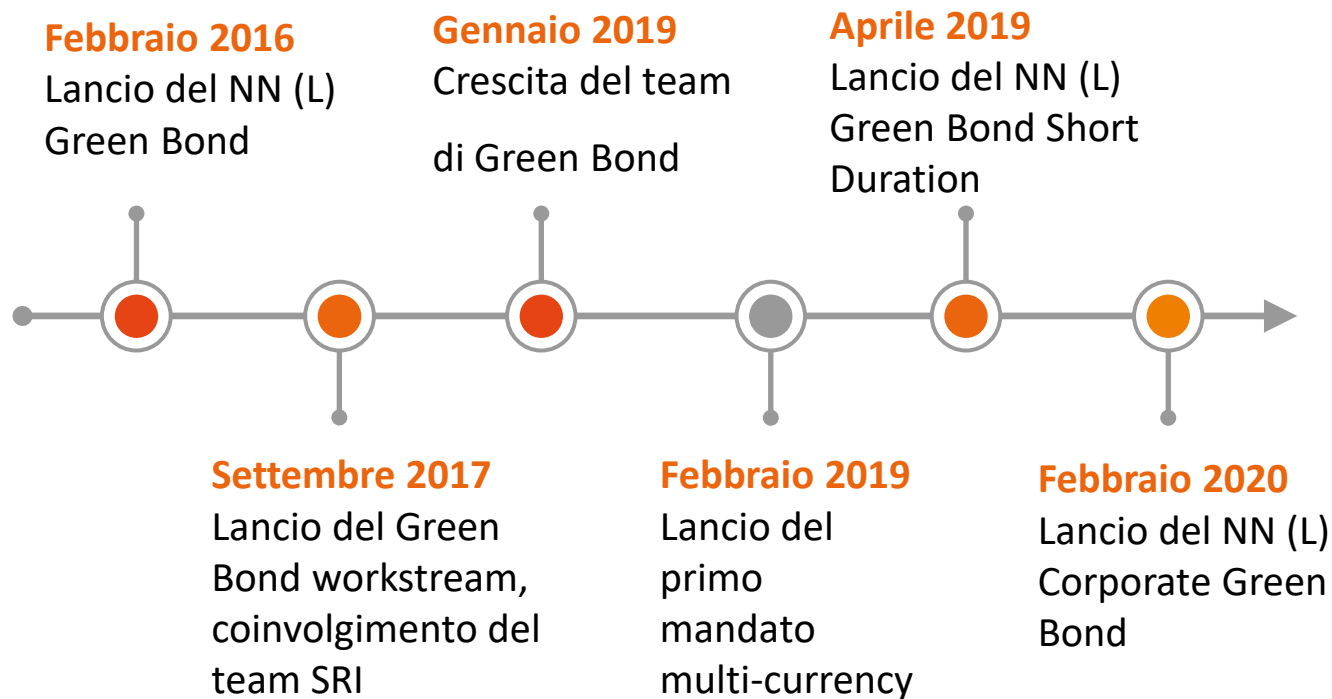 Febbraio 2016
Lancio del NN (L)
Green Bond
Gennaio 2019
Crescita del team
di Green Bond
Aprile 2019
Lancio del NN (L)
Green Bond Short
Duration
Settembre 2017
Lancio del Green
Bond workstream,
coinvolgimento del
team SRI
Febbraio 2019
Lancio del
primo
mandato
multi-currency
Febbraio 2020
Lancio del NN (L)
Corporate Green
Bond